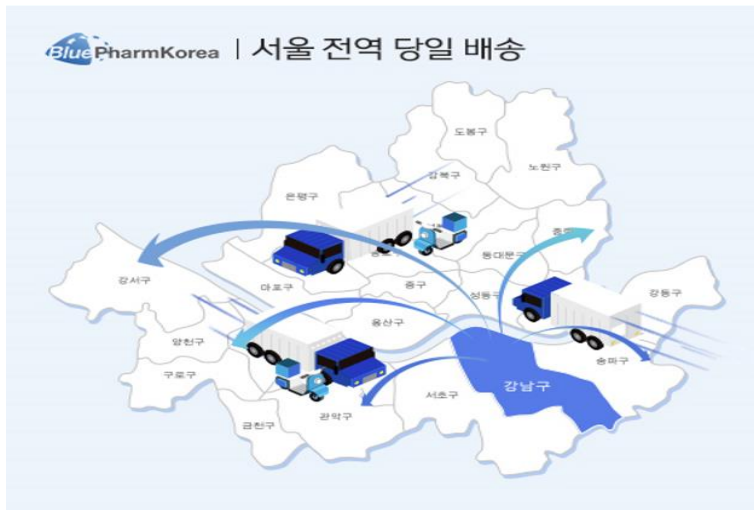 BluePharmKorea | 서울 전역 당일 배송
도봉구
노원구
강북구
은평구
동대문구
강서구
마포구
중구
성동구
강동구
용산구
양천구
송파구
구로구
강남구
서초구
관악구
금천구